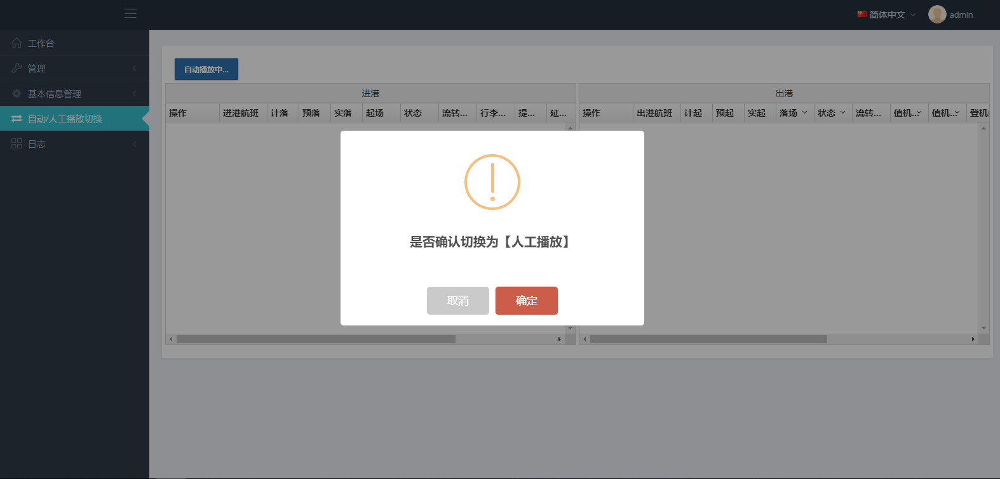 简体中文 admin
工作台
管理
基本信息管理
自动/人工播放切换
日志
自动播放中...
进港
操作 进港航班 计落 预落 实落 起场 状态 流转... 行李... 提... 延...
出港
操作 出港航班 计起 预起 实起 落场 状态 流转... 值机... 值机... 登机
是否确认切换为【人工播放】
取消 确定